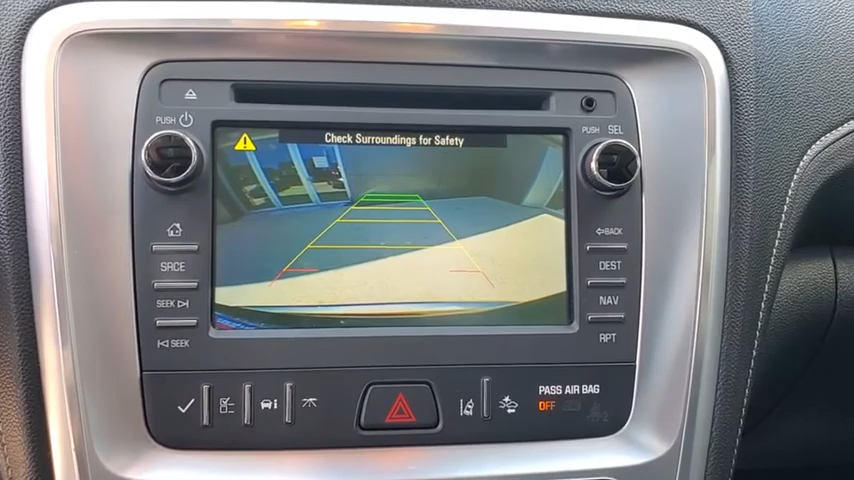 Check Surroundings for Safety
PUSH
PUSH SEL
BACK
SRCE
DEST
SEEK
NAV
SEEK
RPT
PASS AIR BAG
OFF